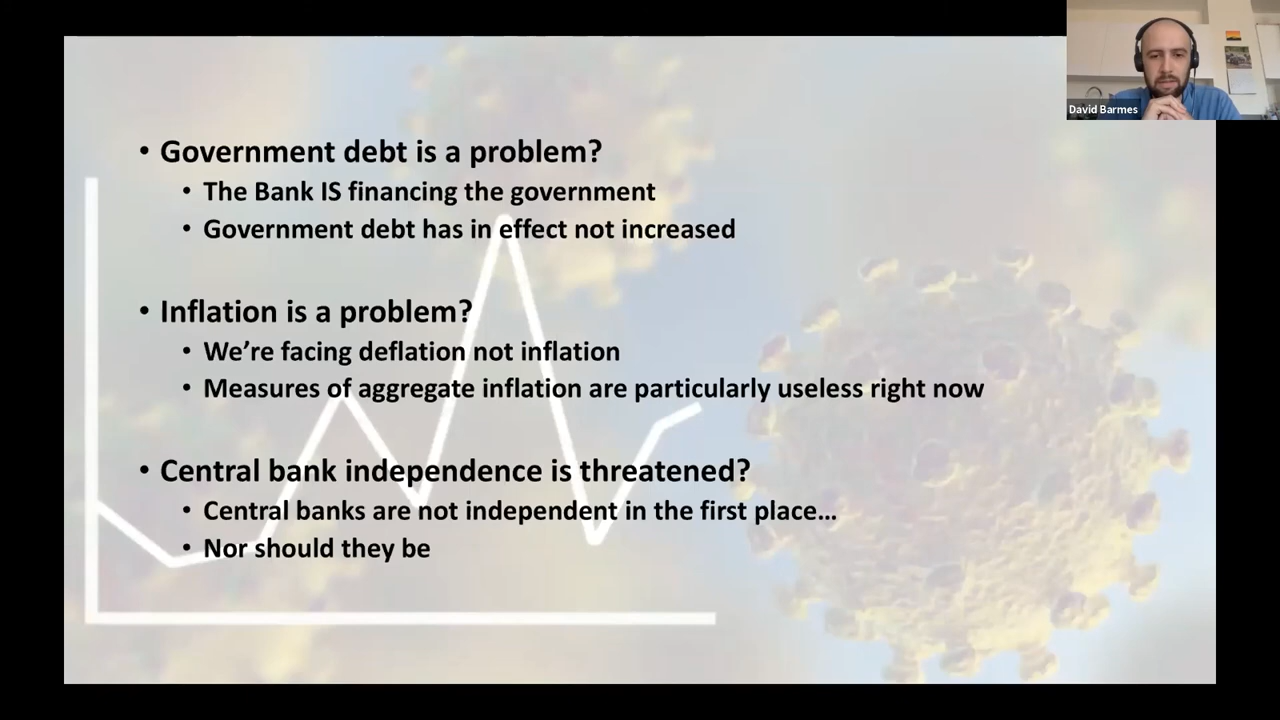 David Barmes
• Government debt is a problem?
• The Bank IS financing the government
• Government debt has in effect not increased
• Inflation is a problem?
• We’re facing deflation not inflation
• Measures of aggregate inflation are particularly useless right now
• Central bank independence is threatened?
• Central banks are not independent in the first place...
• Nor should they be